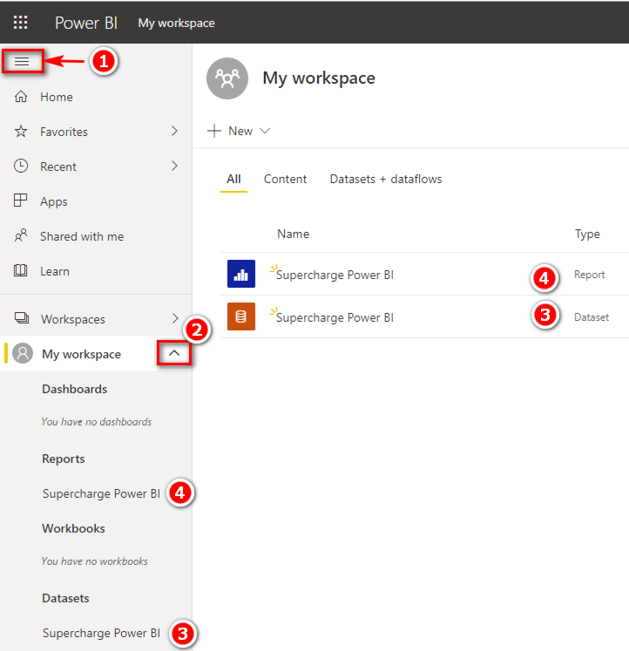 Power BI My workspace
1
Home
Favorites
Recent
Apps
Shared with me
Learn
Workspaces
2
My workspace
Dashboards
You have no dashboards
Reports
Supercharge Power BI 4
Workbooks
You have no workbooks
Datasets
Supercharge Power BI 3
My workspace
New
All Content Datasets + dataflows
Name Type
Supercharge Power BI 4 Report
Supercharge Power BI 3 Dataset